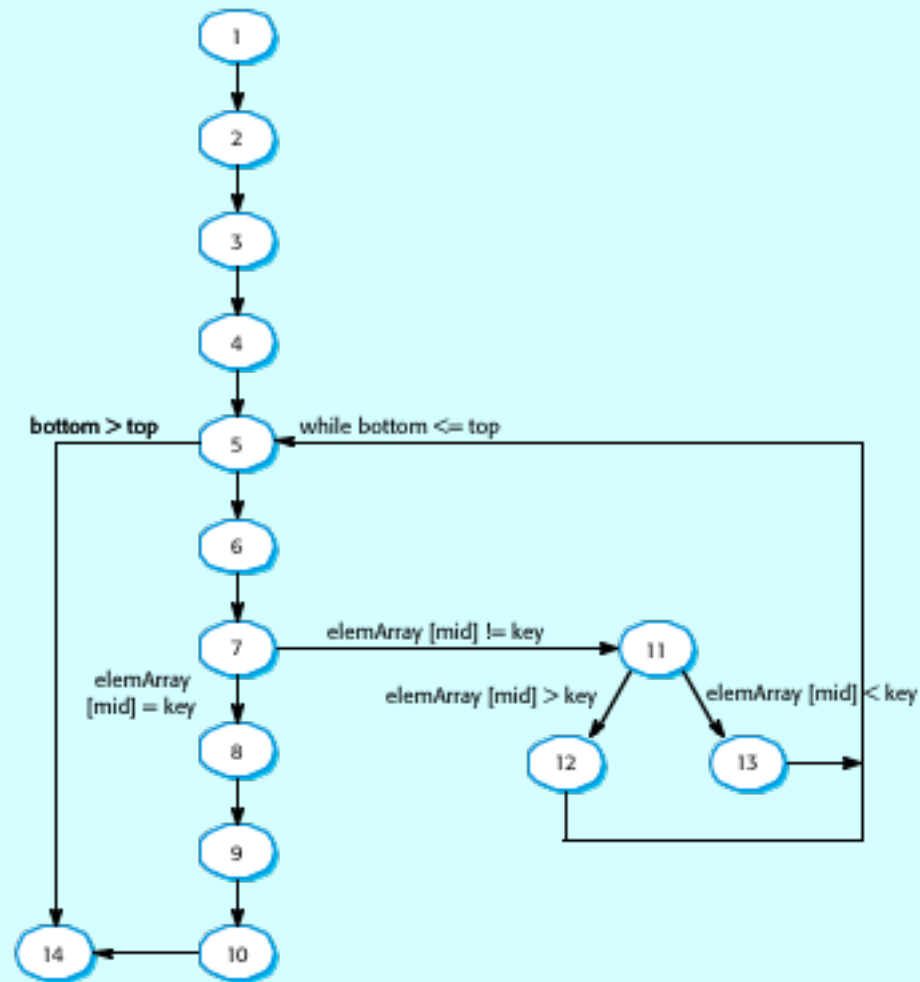 1
2
3
4
bottom > top
while bottom <= top
5
6
7
elemArray [mid] != key
11
elemArray
[mid] = key
elemArray [mid] > key
elemArray [mid] < key
8
12
13
9
14
10